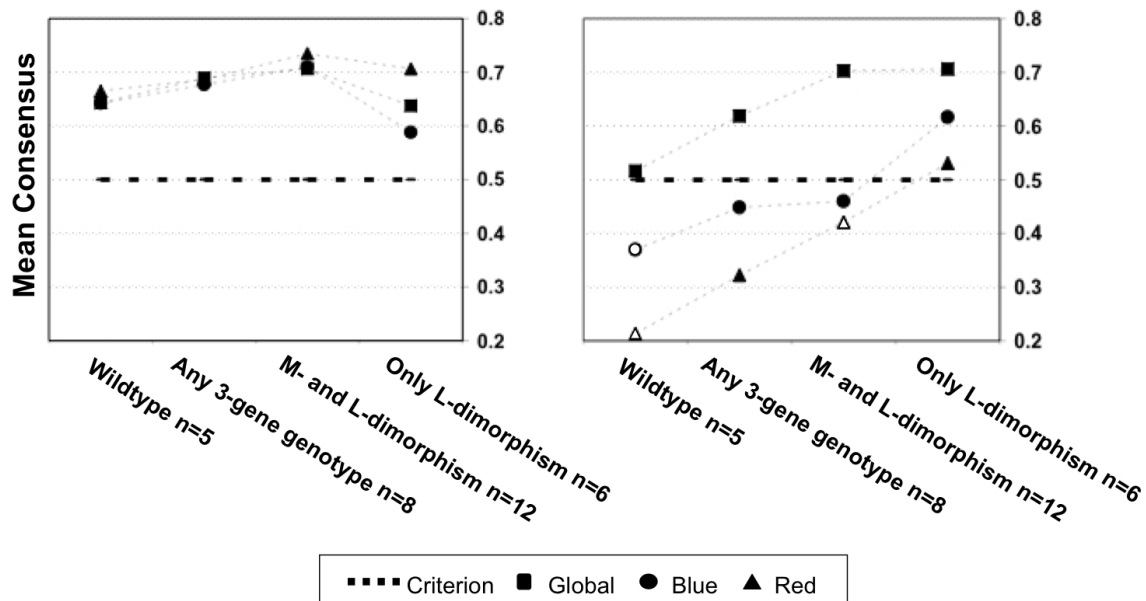 Mean Consensus
0.8
0.7
0.6
0.5
0.4
0.3
0.2
Wildtype n=5
Any 3-gene genotype n=8
M- and L-dimorphism n=12
Only L-dimorphism n=6
0.8
0.7
0.6
0.5
0.4
0.3
0.2
Wildtype n=5
Any 3-gene genotype n=8
M- and L-dimorphism n=12
Only L-dimorphism n=6
Criterion Global Blue Red